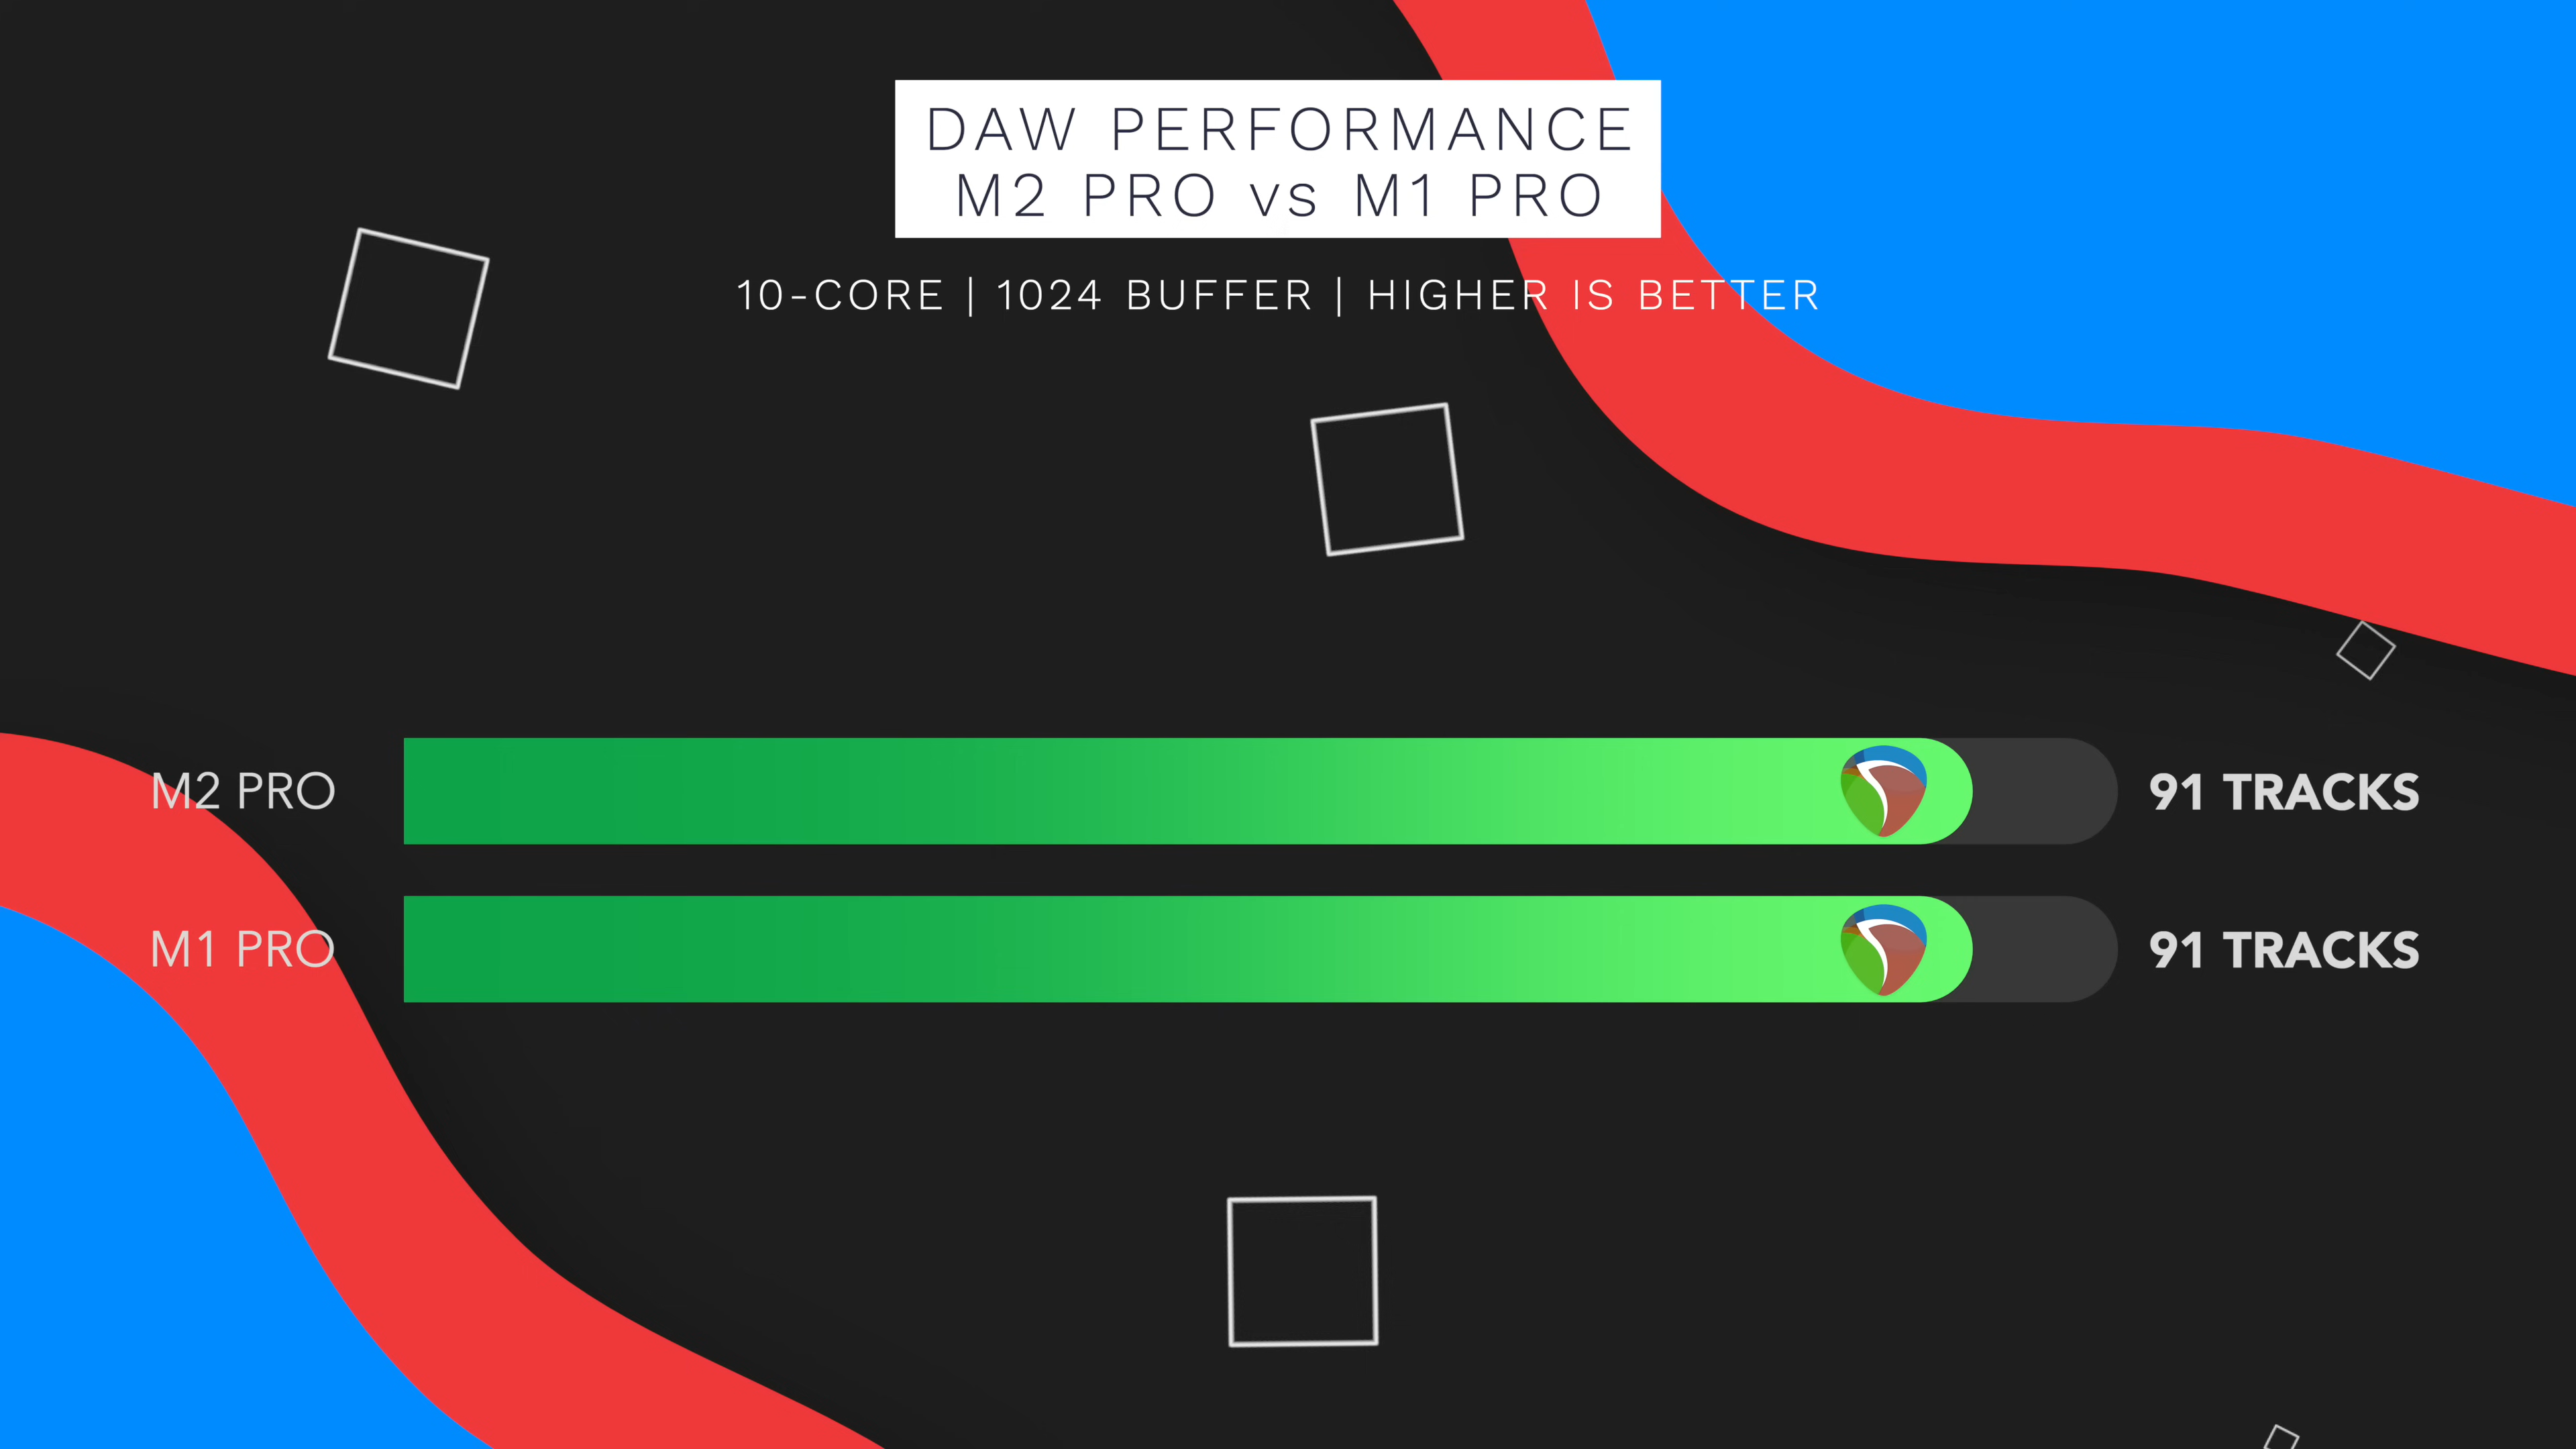 DAW PERFORMANCE
M2 PRO vs M1 PRO
10-CORE | 1024 BUFFER | HIGHER IS BETTER
M2 PRO 91 TRACKS
M1 PRO 91 TRACKS